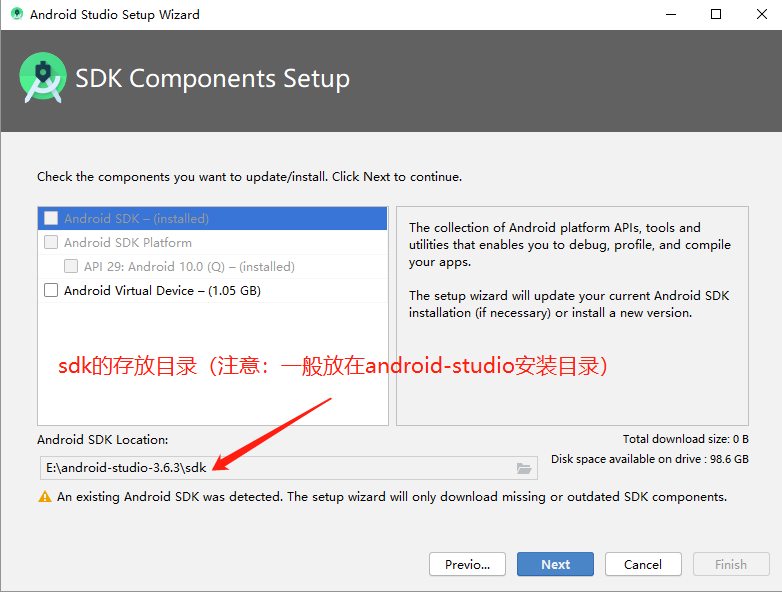 Android Studio Setup Wizard
SDK Components Setup
Check the components you want to update/install. Click Next to continue.
Android SDK – (installed)
Android SDK Platform
API 29: Android 10.0 (Q) – (installed)
Android Virtual Device – (1.05 GB)
The collection of Android platform APIs, tools and
utilities that enables you to debug, profile, and compile
your apps.
The setup wizard will update your current Android SDK
installation (if necessary) or install a new version.
sdk的存放目录（注意：一般放在android-studio安装目录）
Android SDK Location:
Total download size: 0 B
E:\android-studio-3.6.3\sdk
Disk space available on drive : 98.6 GB
An existing Android SDK was detected. The setup wizard will only download missing or outdated SDK components.
Previo...
Next
Cancel
Finish